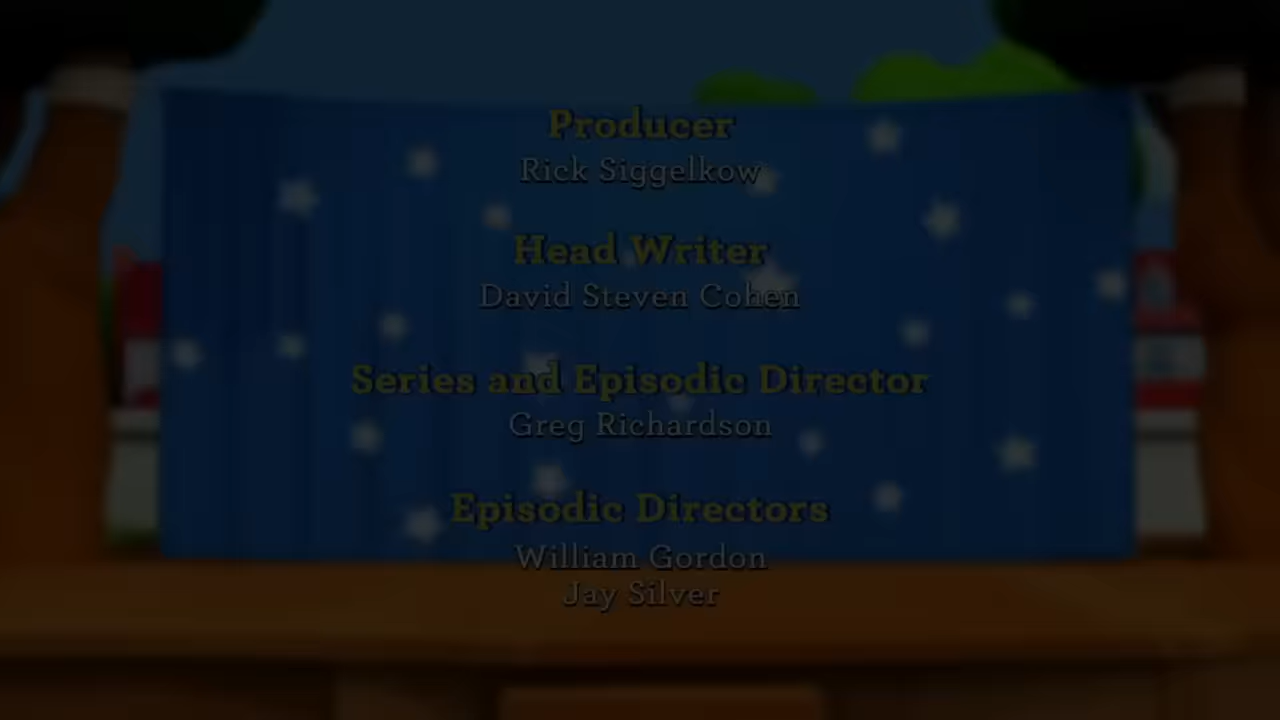 Producer
Rick Siggelkow
Head Writer
David Steven Cohen
Series and Episodic Director
Greg Richardson
Episodic Directors
William Gordon
Jay Silver